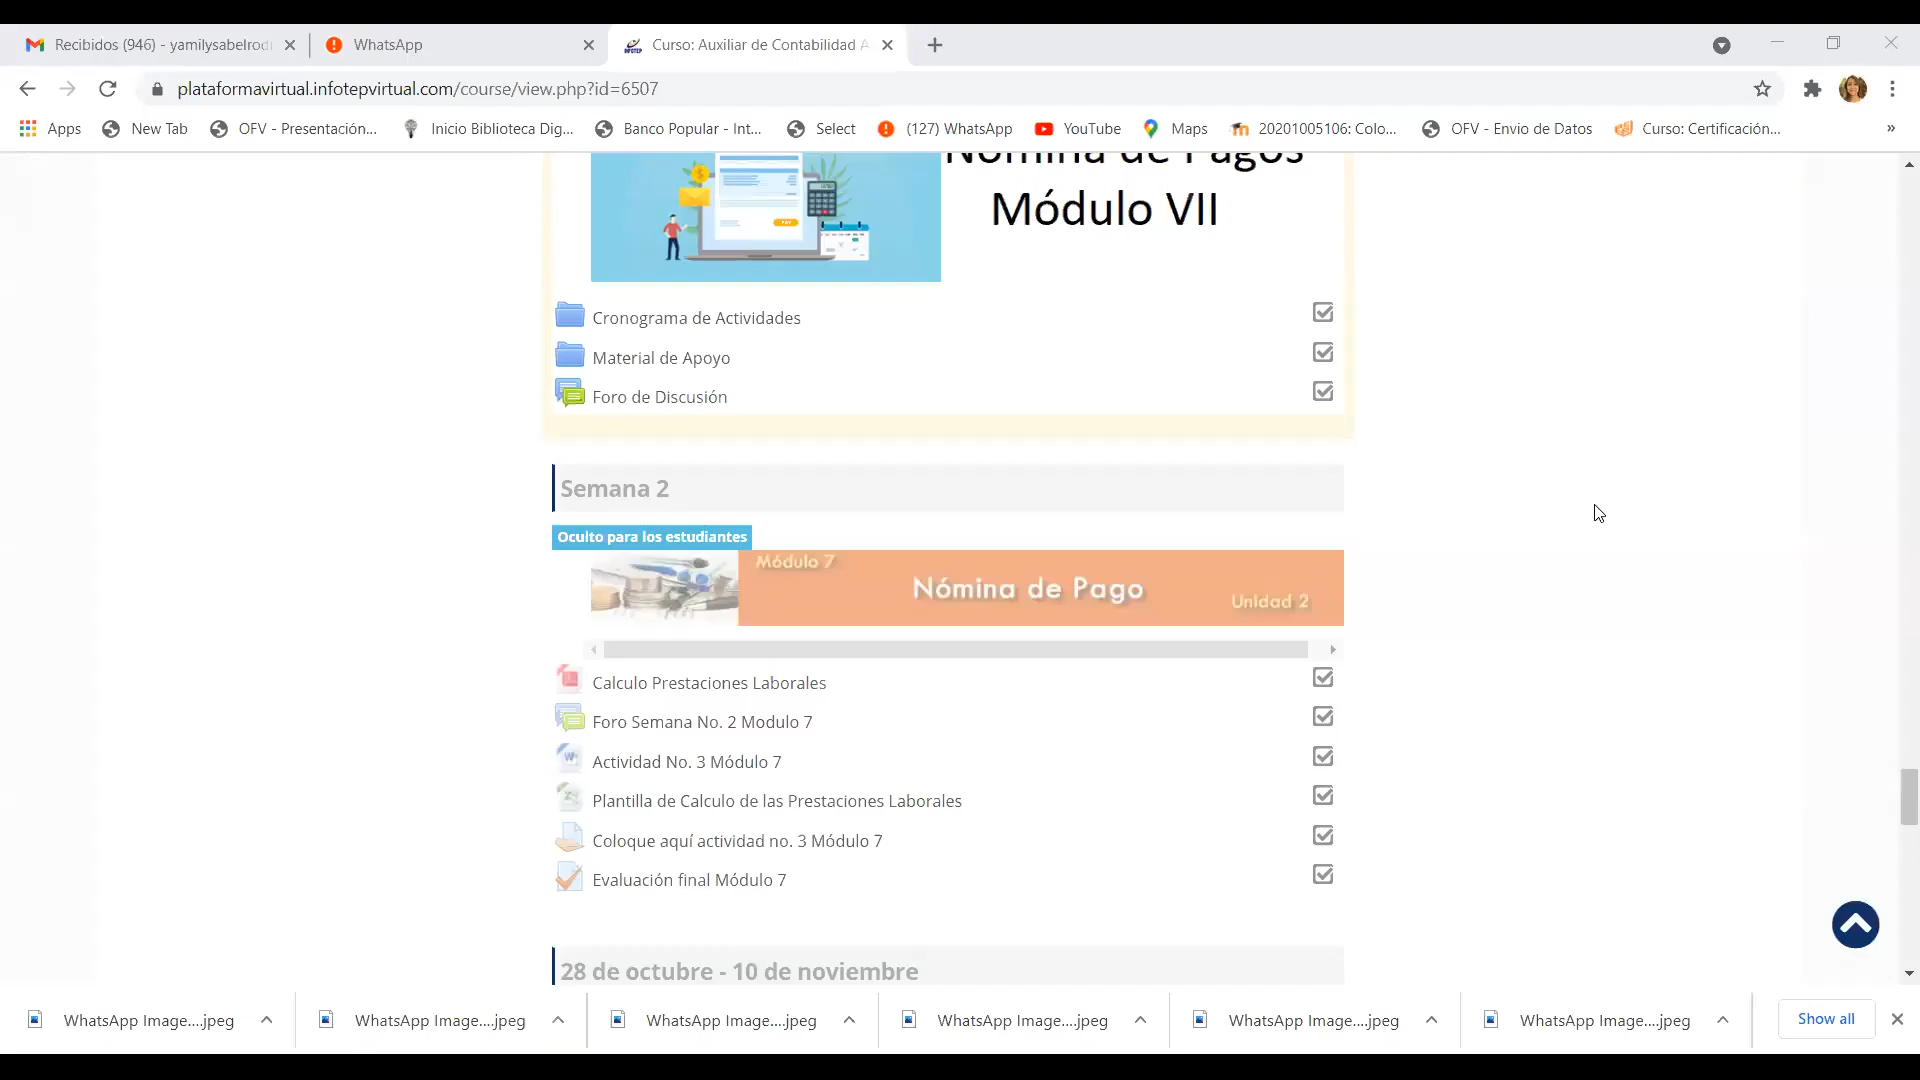 Recibidos (946) - yamilysabelrod
WhatsApp
Curso: Auxiliar de Contabilidad A
plataformavirtual.infotepvirtual.com/course/view.php?id=6507
Apps
New Tab
OFV - Presentación...
Inicio Biblioteca Dig...
Banco Popular - Int...
Select
(127) WhatsApp
YouTube
Maps
20201005106: Colo...
OFV - Envio de Datos
Curso: Certificación...
»
Nómina de Pagos
Módulo VII
Cronograma de Actividades
Material de Apoyo
Foro de Discusión
Semana 2
Oculto para los estudiantes
Módulo 7
Nómina de Pago
Unidad 2
Calculo Prestaciones Laborales
Foro Semana No. 2 Modulo 7
Actividad No. 3 Módulo 7
Plantilla de Calculo de las Prestaciones Laborales
Coloque aquí actividad no. 3 Módulo 7
Evaluación final Módulo 7
28 de octubre - 10 de noviembre
WhatsApp Image....jpeg
WhatsApp Image....jpeg
WhatsApp Image....jpeg
WhatsApp Image....jpeg
WhatsApp Image....jpeg
WhatsApp Image....jpeg
Show all